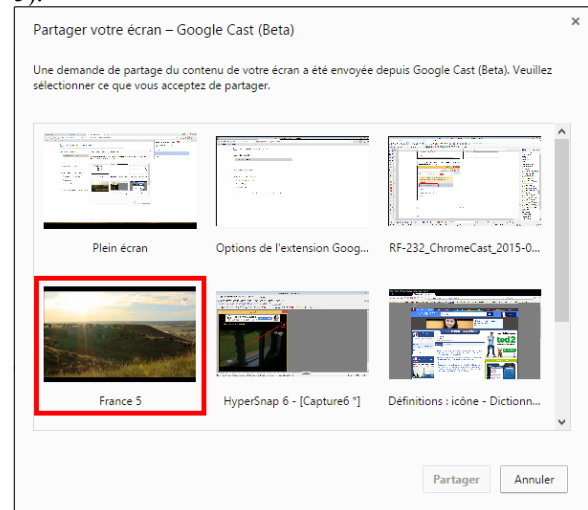 Partager votre écran – Google Cast (Beta)
Une demande de partage du contenu de votre écran a été envoyée depuis Google Cast (Beta). Veuillez
sélectionner ce que vous acceptez de partager.
Plein écran
Options de l'extension Goog...
RF-232_ChromeCast_2015-0...
France 5
HyperSnap 6 - [Capture6 *]
Définitions : icône - Dictionn...
Partager
Annuler